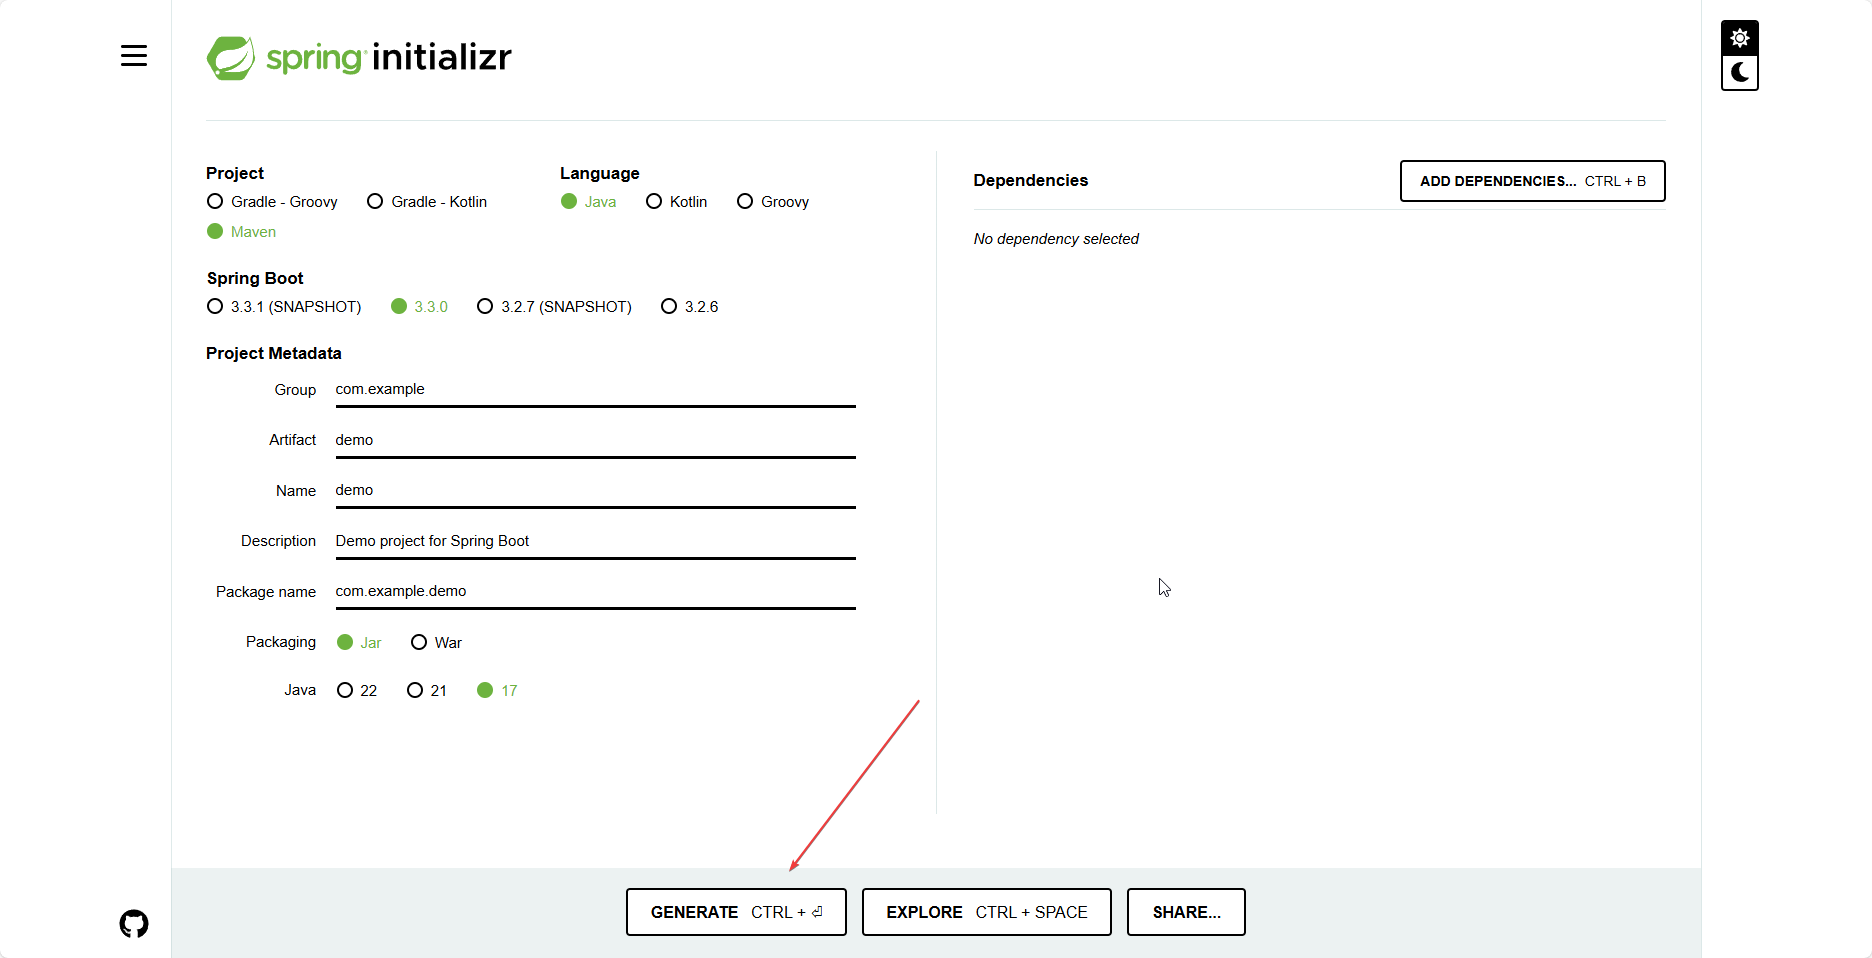 spring initializr
Project
Gradle - Groovy
Gradle - Kotlin
Maven
Language
Java
Kotlin
Groovy
Spring Boot
3.3.1 (SNAPSHOT)
3.3.0
3.2.7 (SNAPSHOT)
3.2.6
Project Metadata
Group com.example
Artifact demo
Name demo
Description Demo project for Spring Boot
Package name com.example.demo
Packaging Jar War
Java 22 21 17
Dependencies
ADD DEPENDENCIES... CTRL + B
No dependency selected
GENERATE CTRL + ⏎
EXPLORE CTRL + SPACE
SHARE...